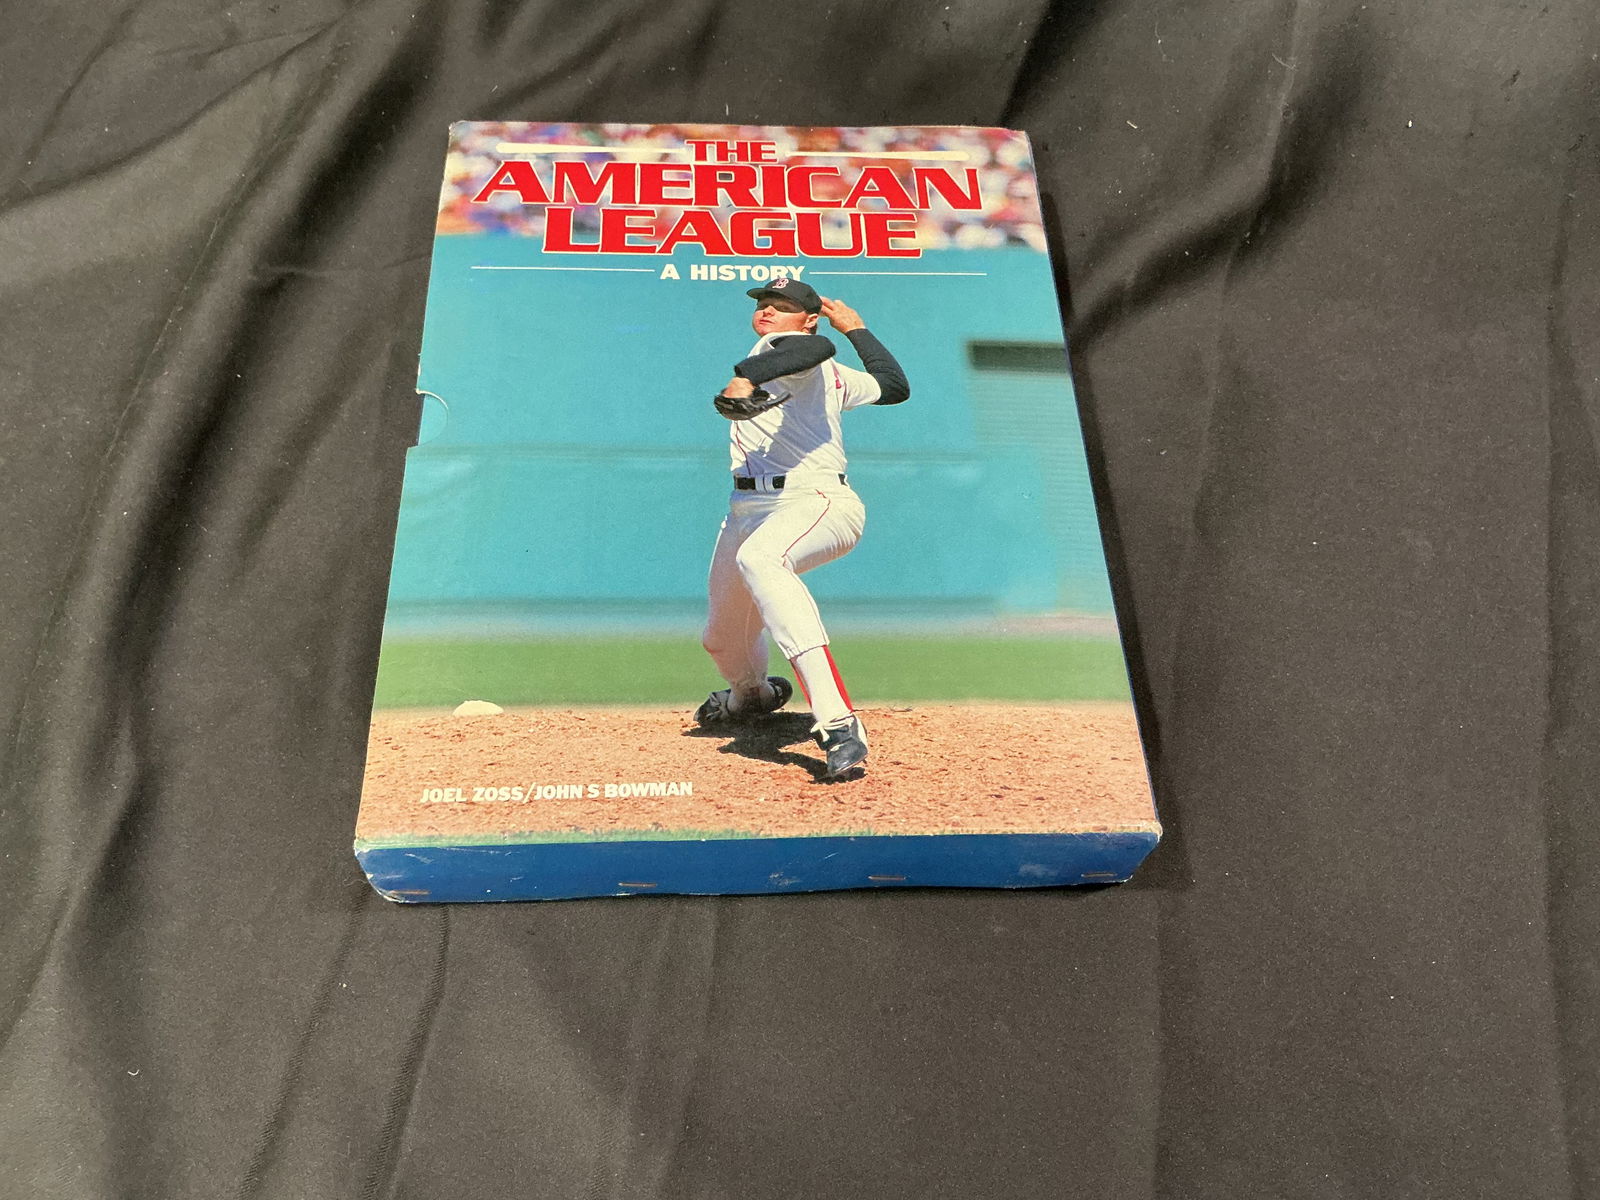 THE
AMERICAN
LEAGUE
A HISTORY
B
JOEL ZOSS/JOHN S BOWMAN